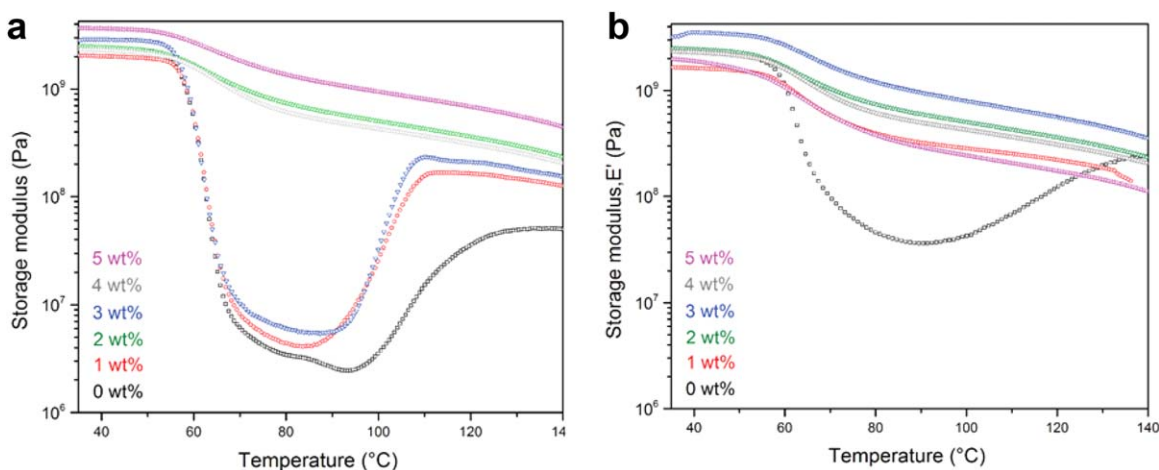 a
Storage modulus (Pa)
10⁹
10⁸
10⁷
10⁶
5 wt%
4 wt%
3 wt%
2 wt%
1 wt%
0 wt%
40 60 80 100 120 140
Temperature (°C)
b
Storage modulus,E' (Pa)
10⁹
10⁸
10⁷
10⁶
5 wt%
4 wt%
3 wt%
2 wt%
1 wt%
0 wt%
40 60 80 100 120 140
Temperature (°C)